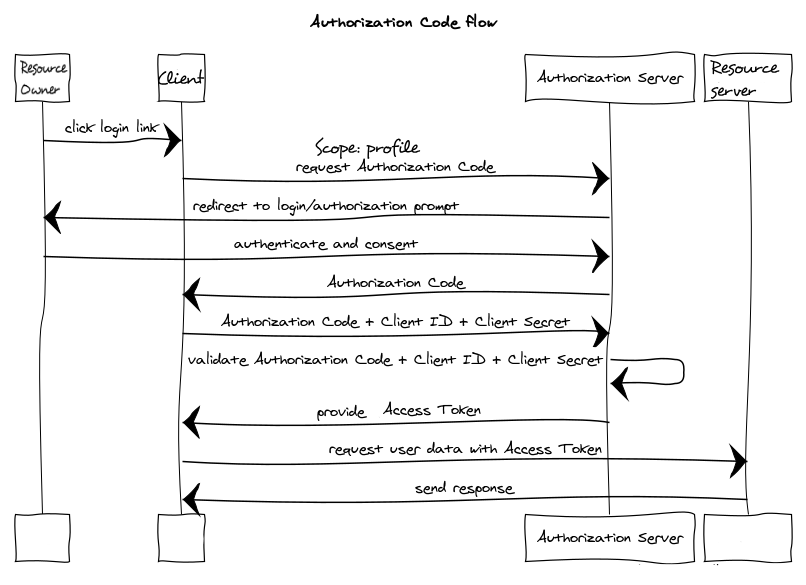 Authorization Code flow
Resource
Owner
Client
Authorization Server
Resource
server
click login link
Scope: profile
request Authorization Code
redirect to login/authorization prompt
authenticate and consent
Authorization Code
Authorization Code + Client ID + Client Secret
validate Authorization Code + Client ID + Client Secret
provide Access Token
request user data with Access Token
send response
Authorization Server